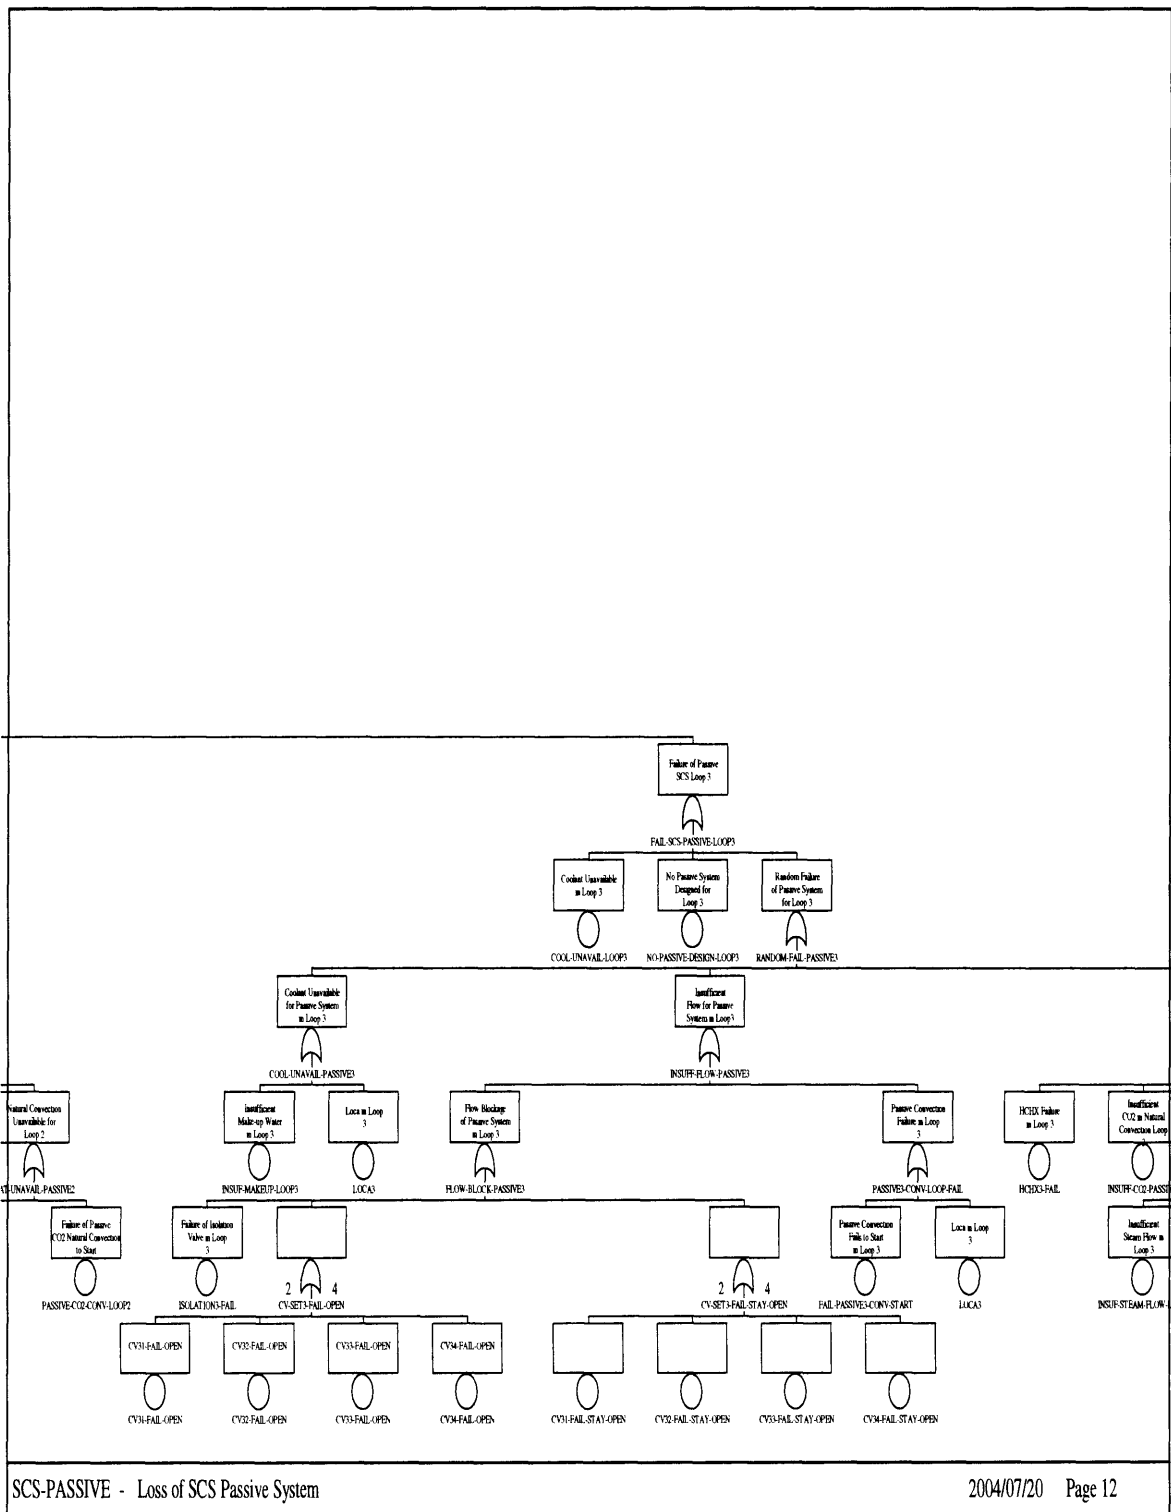 Failure of Passive
SCS Loop 3
FAIL-SCS-PASSIVE-LOOP3
Coolant Unavailable
in Loop 3
No Passive System
Designed for
Loop 3
Random Failure
of Passive System
for Loop 3
COOL-UNAVAIL-LOOP3
NO-PASSIVE-DESIGN-LOOP3
RANDOM-FAIL-PASSIVE3
Coolant Unavailable
for Passive System
in Loop 3
Insufficient
Flow for Passive
System in Loop3
COOL-UNAVAIL-PASSIVE3
INSUFF-FLOW-PASSIVE3
Natural Convection
Unavailable for
Loop 2
Insufficient
Make-up Water
in Loop 3
Loca in Loop
3
Flow Blockage
of Passive System
in Loop 3
Passive Convection
Failure in Loop
3
HCHX Failure
in Loop 3
Insufficient
CO2 in Natural
Convection Loop
AT-UNAVAIL-PASSIVE2
INSUF-MAKEUP-LOOP3
LOCA3
FLOW-BLOCK-PASSIVE3
PASSIVE3-CONV-LOOP-FAIL
HCHX3-FAIL
INSUFF-CO2-PASSI
Failure of Passive
CO2 Natural Convection
to Start
Failure of Isolation
Valve in Loop
3
Passive Convection
Fails to Start
in Loop 3
Loca in Loop
3
Insufficient
Steam Flow in
Loop 3
2 4
2 4
PASSIVE-CO2-CONV-LOOP2
ISOLATION3-FAIL
CV-SET3-FAIL-OPEN
CV-SET3-FAIL-STAY-OPEN
FAIL-PASSIVE3-CONV-START
LOCA3
INSUF-STEAM-FLOW-
CV31-FAIL-OPEN
CV32-FAIL-OPEN
CV33-FAIL-OPEN
CV34-FAIL-OPEN
CV31-FAIL-OPEN
CV32-FAIL-OPEN
CV33-FAIL-OPEN
CV34-FAIL-OPEN
CV31-FAIL-STAY-OPEN
CV32-FAIL-STAY-OPEN
CV33-FAIL-STAY-OPEN
CV34-FAIL-STAY-OPEN
SCS-PASSIVE - Loss of SCS Passive System
2004/07/20 Page 12